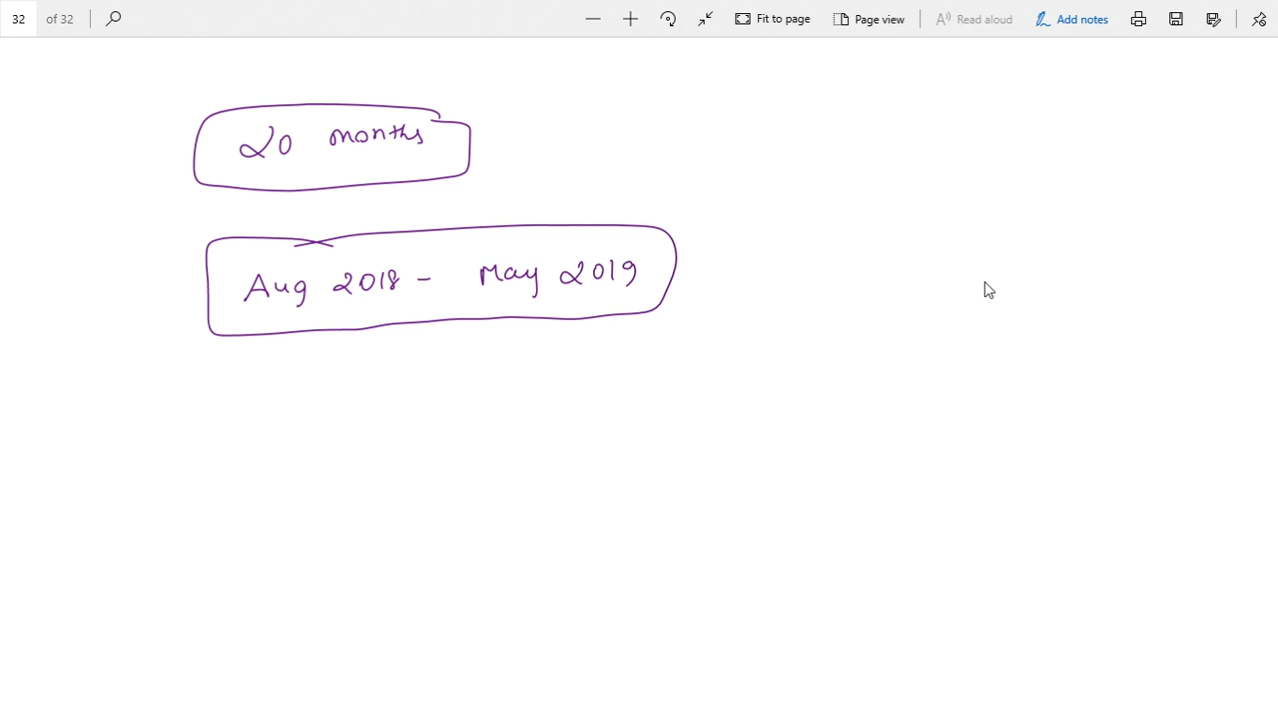 32 of 32 Fit to page Page view Read aloud Add notes
20 months
Aug 2018 - May 2019